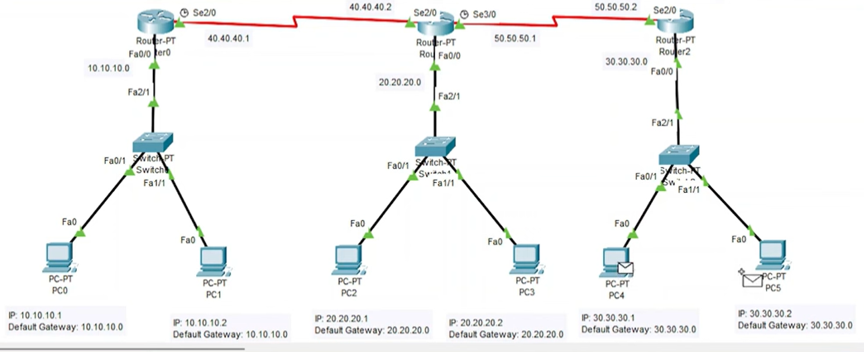 Se2/0
40.40.40.2
Se2/0
Se3/0
50.50.50.2
Se2/0
40.40.40.1
50.50.50.1
Router-PT
Fa0/0
10.10.10.0
Router-PT
Fa0/0
Router-PT
Router2
30.30.30.0
Fa0/0
20.20.20.0
Fa2/1
Fa2/1
Fa2/1
Switch-PT
Fa0/1
Fa1/1
Switch-PT
Fa0/1
Fa1/1
Fa0/1
Fa1/1
Fa0
Fa0
Fa0
Fa0
Fa0
Fa0
PC-PT
PC0
PC-PT
PC1
PC-PT
PC2
PC-PT
PC3
PC-PT
PC4
PC-PT
PC5
IP: 10.10.10.1
Default Gateway: 10.10.10.0
IP: 10.10.10.2
Default Gateway: 10.10.10.0
IP: 20.20.20.1
Default Gateway: 20.20.20.0
IP: 20.20.20.2
Default Gateway: 20.20.20.0
IP: 30.30.30.1
Default Gateway: 30.30.30.0
IP: 30.30.30.2
Default Gateway: 30.30.30.0